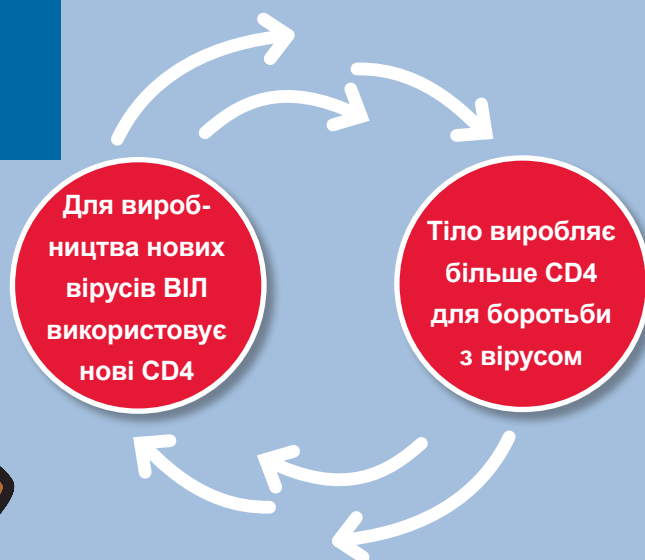 Для вироб-
ництва нових
вірусів ВІЛ
використовує
нові CD4
Тіло виробляє
більше CD4
для боротьби
з вірусом